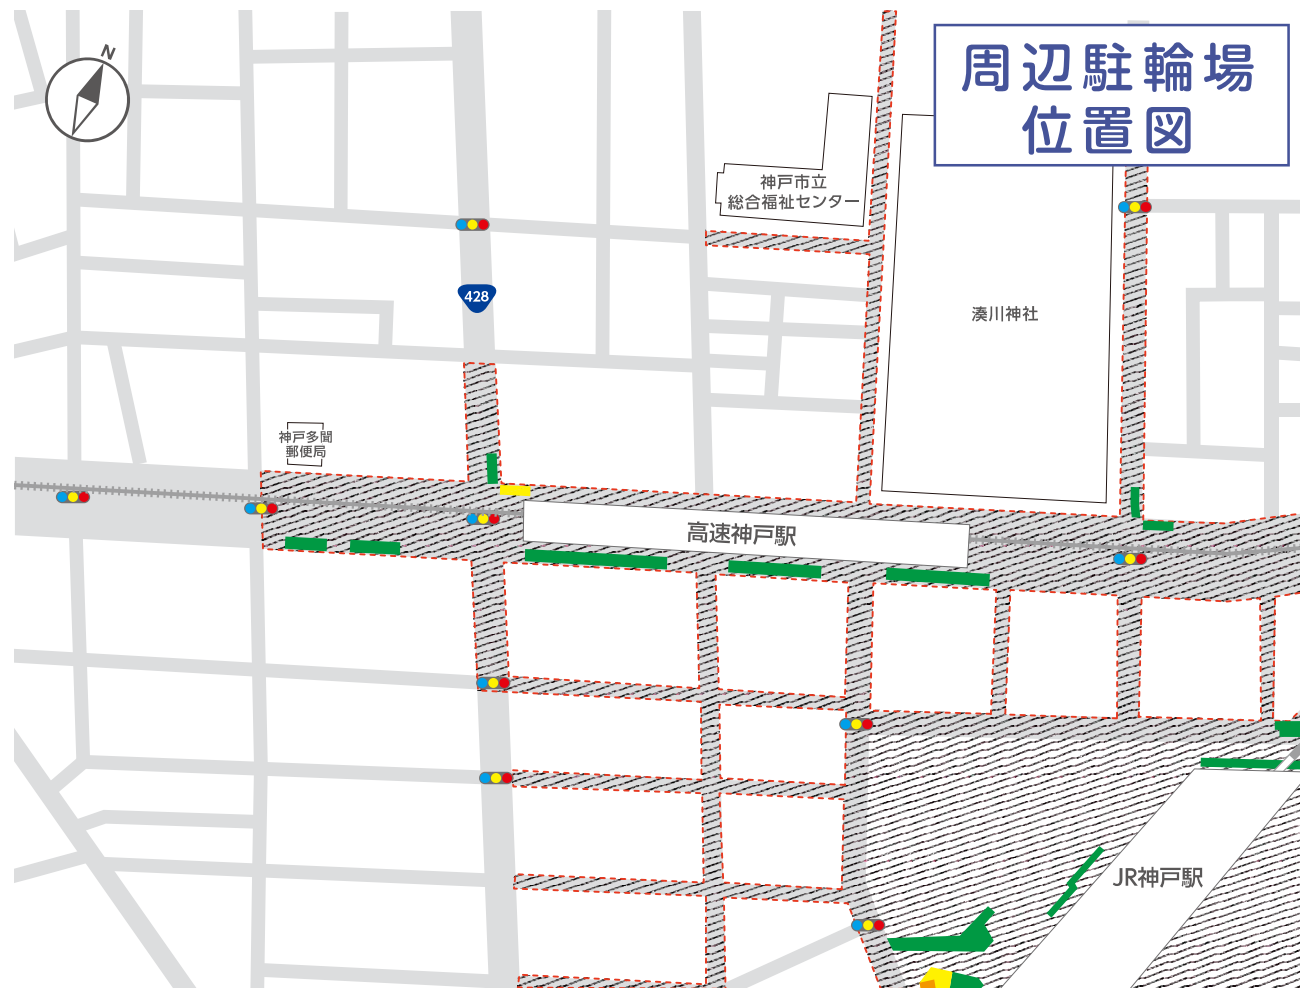 N
周辺駐輪場
位置図
神戸市立
総合福祉センター
428
湊川神社
神戸多聞
郵便局
高速神戸駅
JR神戸駅